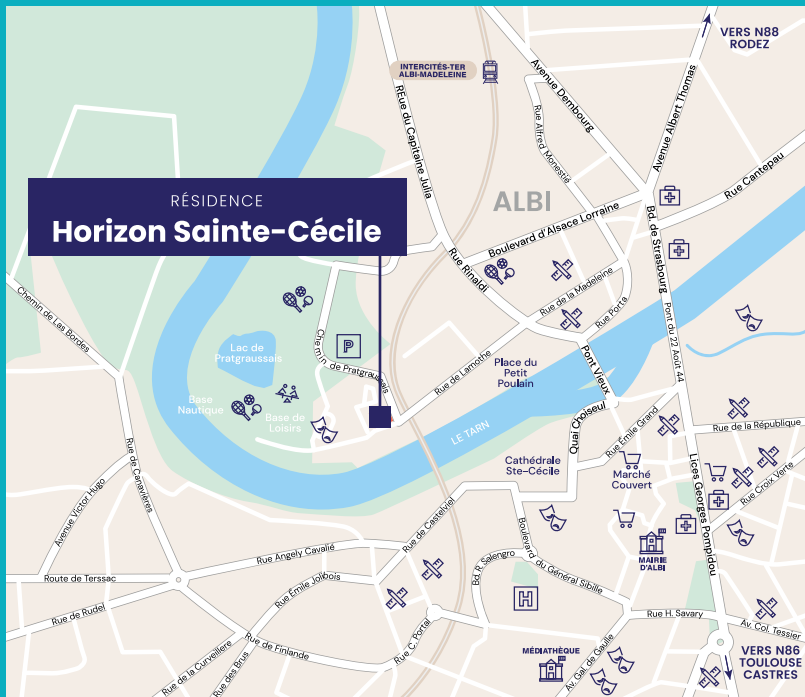 VERS N88
RODEZ
INTERCITÉS-TER
ALBI-MADELEINE
REue du Capitaine Julia
Avenue Dembourg
Avenue Albert Thomas
Rue Alfred Monestié
Rue Cantepau
RÉSIDENCE
Horizon Sainte-Cécile
ALBI
Boulevard d'Alsace Lorraine
Bd. de Strasbourg
Rue Rinaldi
Rue de la Madeleine
Rue Porta
Pont du 22 Août 44
Chemin de Las Bordes
Lac de
Pratgraussais
P
Chemin. de Pratgraussais
Rue de Lamothe
Place du
Petit
Poulain
Pont Vieux
Base
Nautique
Base de
Loisirs
LE TARN
Quai Choiseul
Rue Émile Grand
Rue de la République
Cathédrale
Ste-Cécile
Marché
Couvert
Lices Georges Pompidou
Rue Croix Verte
Rue de Canavières
Avenue Victor Hugo
Rue de Castelviel
MAIRIE
D'ALBI
Rue Angely Cavalié
Boulevard du Général Sibille
Bd. R. Salengro
Route de Terssac
Rue Émile Jolibois
H
Rue de Rudel
Rue H. Savary
Av. Col. Teyssier
Rue de la Curveillere
Rue des Brus
Rue de Finlande
Rue C. Portal
MÉDIATHÈQUE
Av. Gal. de Gaulle
VERS N86
TOULOUSE
CASTRES